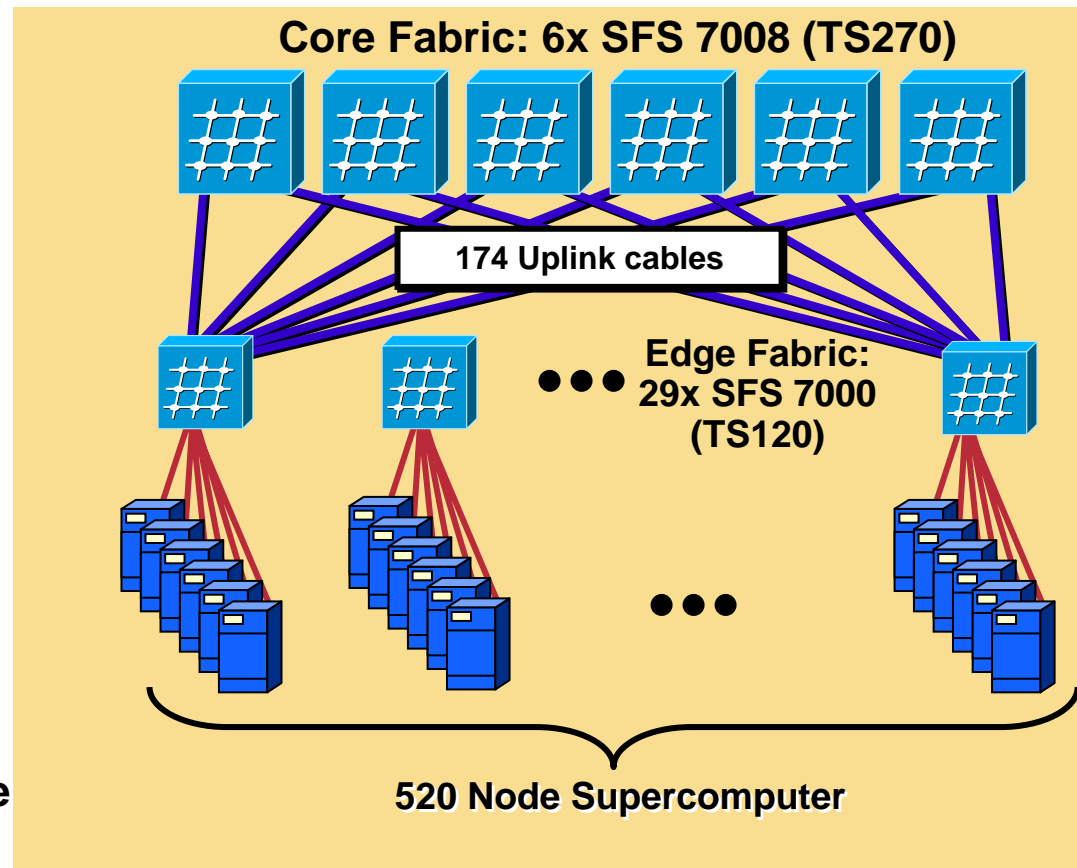 Core Fabric: 6x SFS 7008 (TS270)
174 Uplink cables
Edge Fabric:
29x SFS 7000
(TS120)
e
520 Node Supercomputer